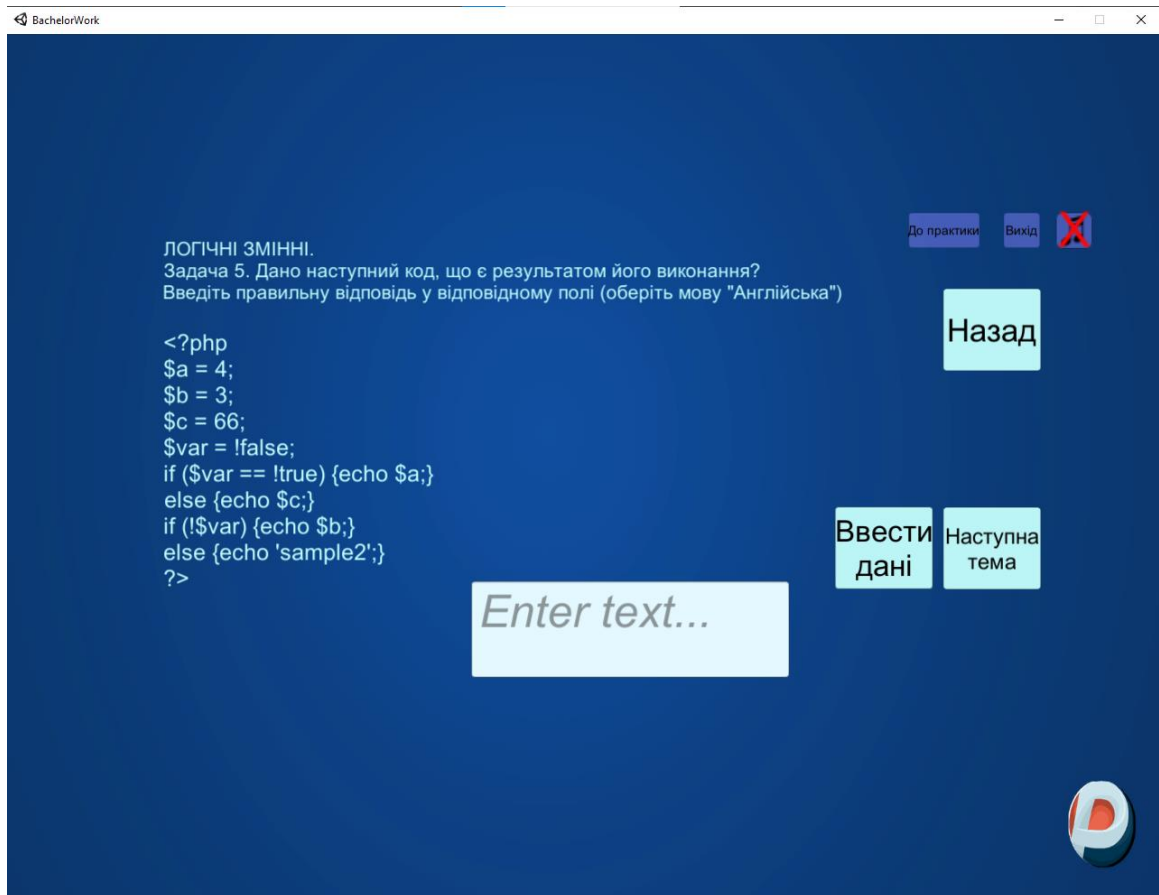 BachelorWork
До практики
Вихід
ЛОГІЧНІ ЗМІННІ.
Задача 5. Дано наступний код, що є результатом його виконання?
Введіть правильну відповідь у відповідному полі (оберіть мову "Англійська")
Назад
<?php
$a = 4;
$b = 3;
$c = 66;
$var = !false;
if ($var == !true) {echo $a;}
else {echo $c;}
if (!$var) {echo $b;}
else {echo 'sample2';}
?>
Ввести
дані
Наступна
тема
Enter text...